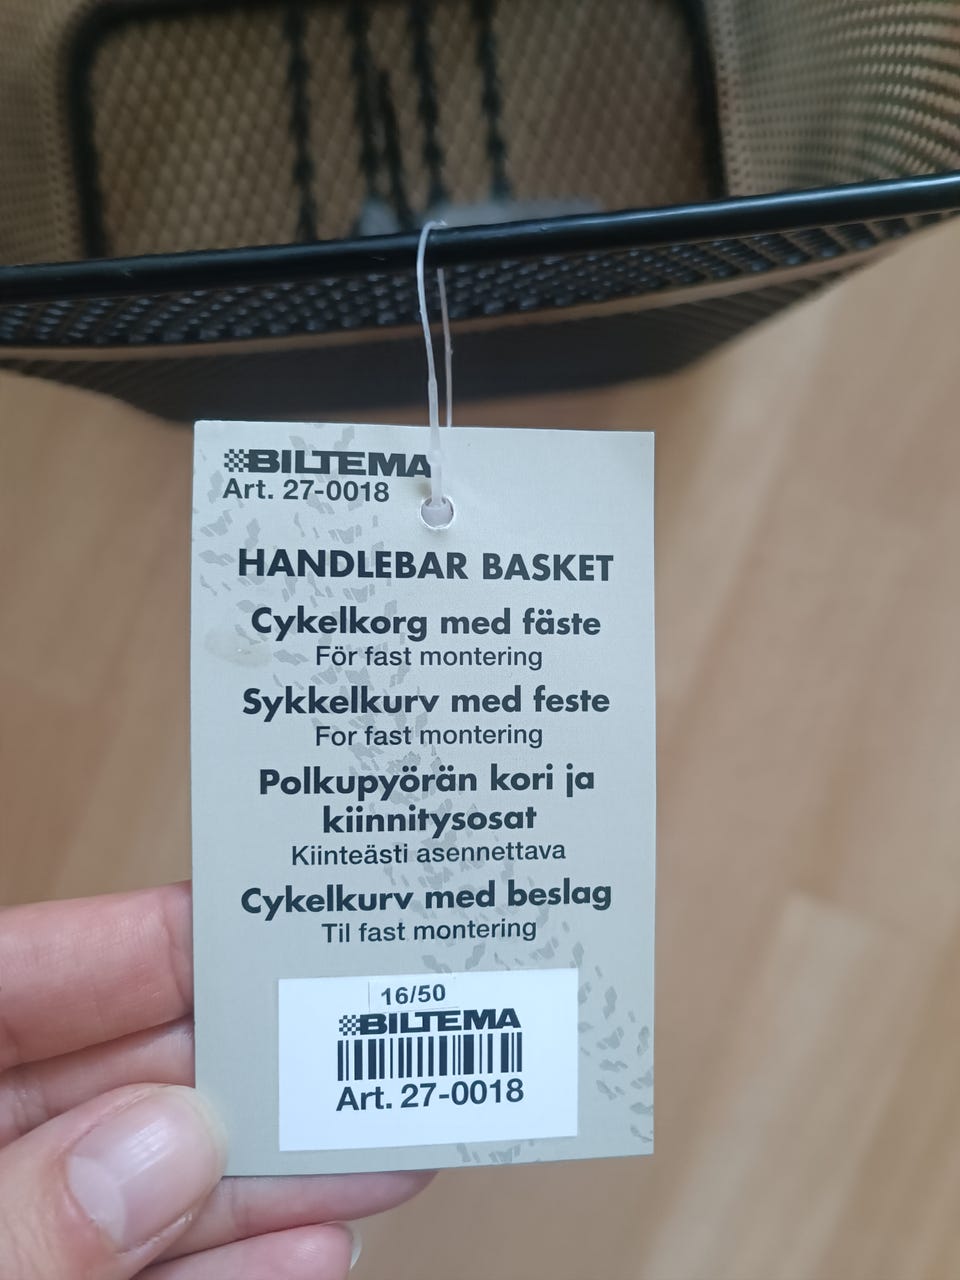 BILTEMA
Art. 27-0018
HANDLEBAR BASKET
Cykelkorg med fäste
För fast montering
Sykkelkurv med feste
For fast montering
Polkupyörän kori ja
kiinnitysosat
Kiinteästi asennettava
Cykelkurv med beslag
Til fast montering
16/50
BILTEMA
Art. 27-0018